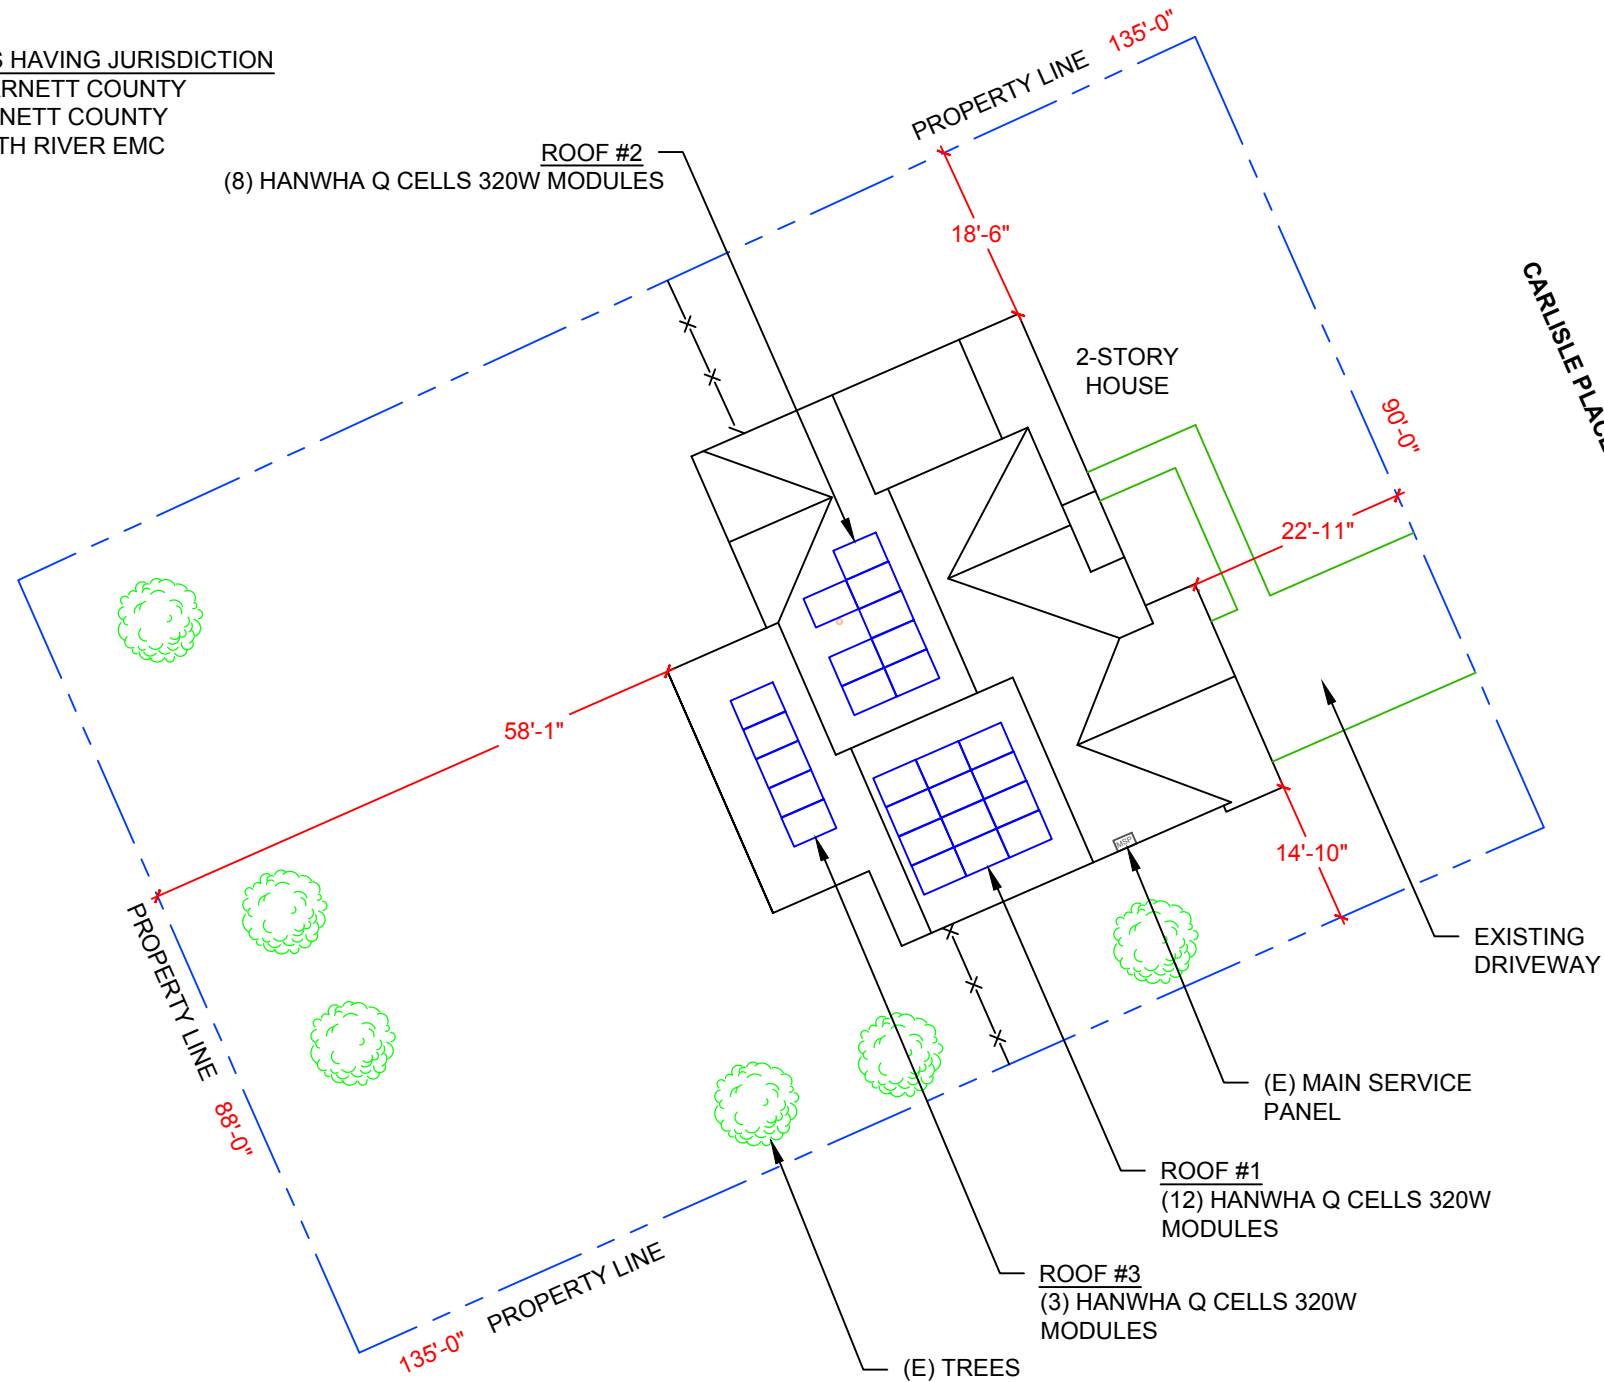 S HAVING JURISDICTION
ARNETT COUNTY
NETT COUNTY
TH RIVER EMC
PROPERTY LINE 135'-0"
ROOF #2
(8) HANWHA Q CELLS 320W MODULES
18'-6"
CARLISLE PLACE
2-STORY
HOUSE
90'-0"
22'-11"
58'-1"
MSP
14'-10"
PROPERTY LINE 88'-0"
EXISTING
DRIVEWAY
(E) MAIN SERVICE
PANEL
ROOF #1
(12) HANWHA Q CELLS 320W
MODULES
ROOF #3
(3) HANWHA Q CELLS 320W
MODULES
135'-0" PROPERTY LINE
(E) TREES